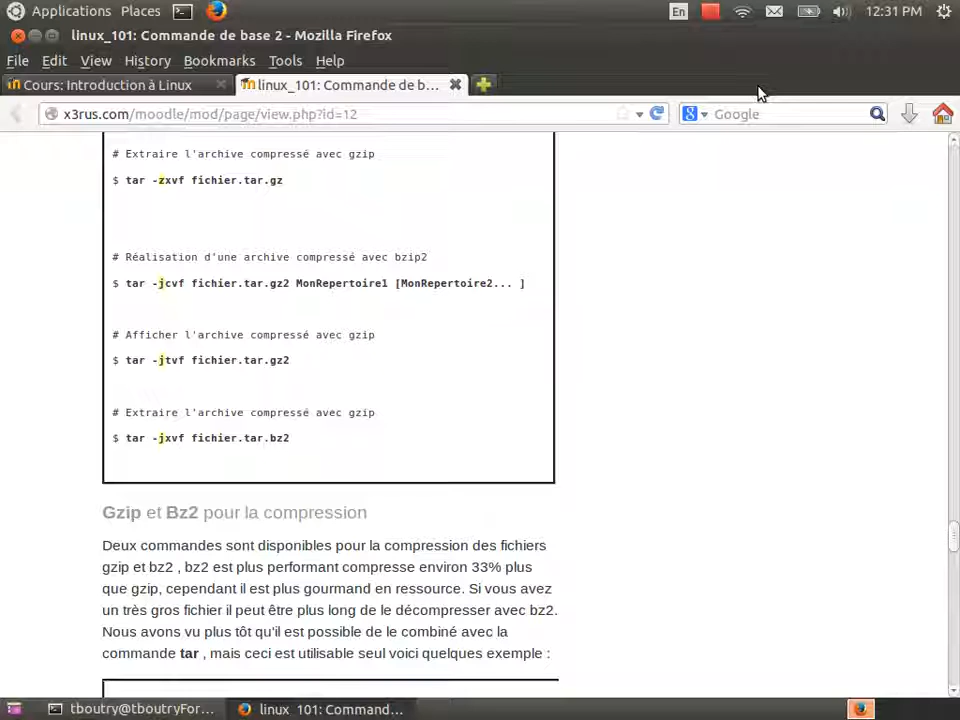 Applications Places En 12:31 PM
linux_101: Commande de base 2 - Mozilla Firefox
File Edit View History Bookmarks Tools Help
Cours: Introduction à Linux linux_101: Commande de b...
x3rus.com/moodle/mod/page/view.php?id=12 Google
# Extraire l'archive compressé avec gzip
$ tar -zxvf fichier.tar.gz
# Réalisation d'une archive compressé avec bzip2
$ tar -jcvf fichier.tar.gz2 MonRepertoire1 [MonRepertoire2... ]
# Afficher l'archive compressé avec gzip
$ tar -jtvf fichier.tar.gz2
# Extraire l'archive compressé avec gzip
$ tar -jxvf fichier.tar.bz2
Gzip et Bz2 pour la compression
Deux commandes sont disponibles pour la compression des fichiers
gzip et bz2 , bz2 est plus performant compresse environ 33% plus
que gzip, cependant il est plus gourmand en ressource. Si vous avez
un très gros fichier il peut être plus long de le décompresser avec bz2.
Nous avons vu plus tôt qu'il est possible de le combiné avec la
commande tar , mais ceci est utilisable seul voici quelques exemple :
tboutry@tboutryFor... linux_101: Command...